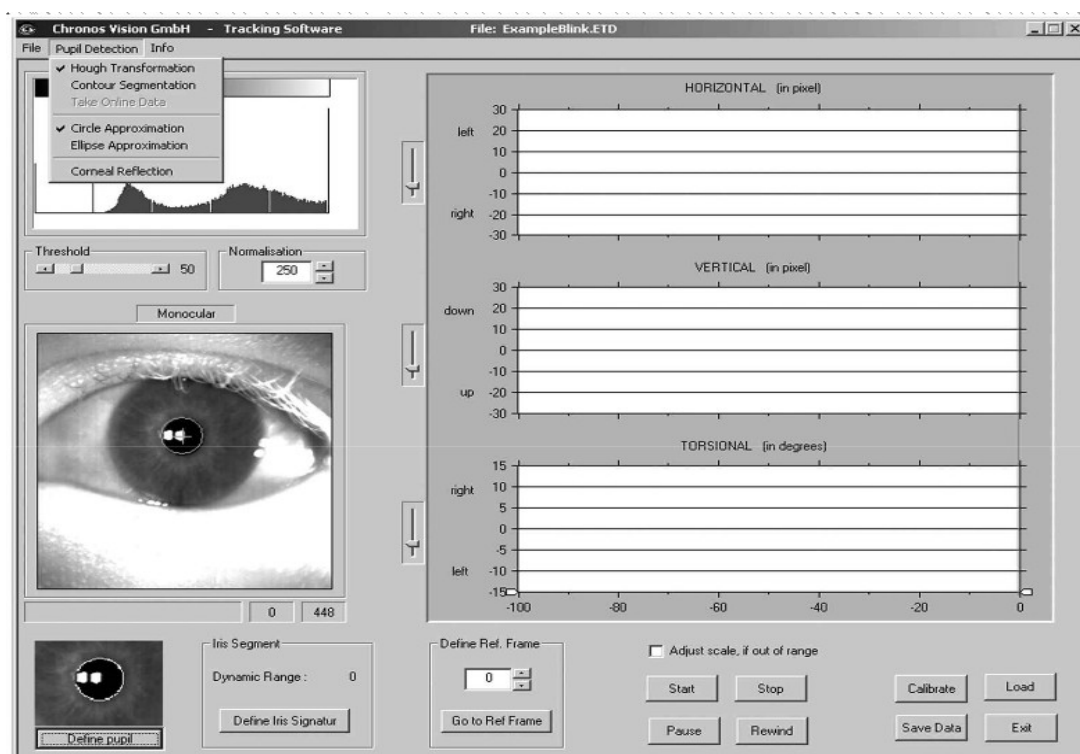 Chronos Vision GmbH - Tracking Software File: ExampleBlink.ETD
File Pupil Detection Info
Hough Transformation
Contour Segmentation
Take Online Data
Circle Approximation
Ellipse Approximation
Corneal Reflection
Threshold
50
Normalisation
250
Monocular
0 448
HORIZONTAL (in pixel)
30
left 20
10
0
-10
right -20
-30
VERTICAL (in pixel)
30
down 20
10
0
-10
up -20
-30
TORSIONAL (in degrees)
15
right 10
5
0
-5
left -10
-15
-100 -80 -60 -40 -20 0
Define pupil
Iris Segment
Dynamic Range : 0
Define Iris Signatur
Define Ref. Frame
0
Go to Ref Frame
Adjust scale, if out of range
Start Stop
Pause Rewind
Calibrate Load
Save Data Exit